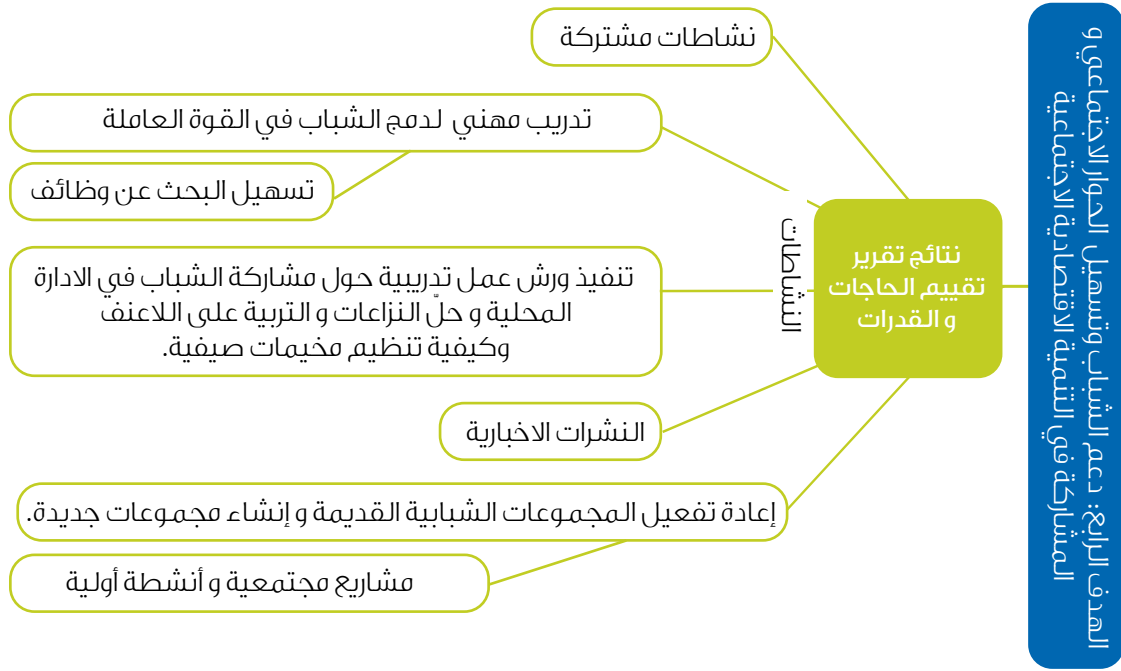 الهدف الرابع: دعم الشباب وتسهيل الحوار الاجتماعي و
المشاركة في التنمية الاقتصادية الاجتماعية
نتائج تقرير
تقييم الحاجات
و القدرات
النشاطات
نشاطات مشتركة
تدريب مهني لدمج الشباب في القوة العاملة
تسهيل البحث عن وظائف
تنفيذ ورش عمل تدريبية حول مشاركة الشباب في الادارة
المحلية و حلّ النزاعات و التربية على اللاعنف
وكيفية تنظيم مخيمات صيفية.
النشرات الاخبارية
إعادة تفعيل المجموعات الشبابية القديمة و إنشاء مجموعات جديدة.
مشاريع مجتمعية و أنشطة أولية